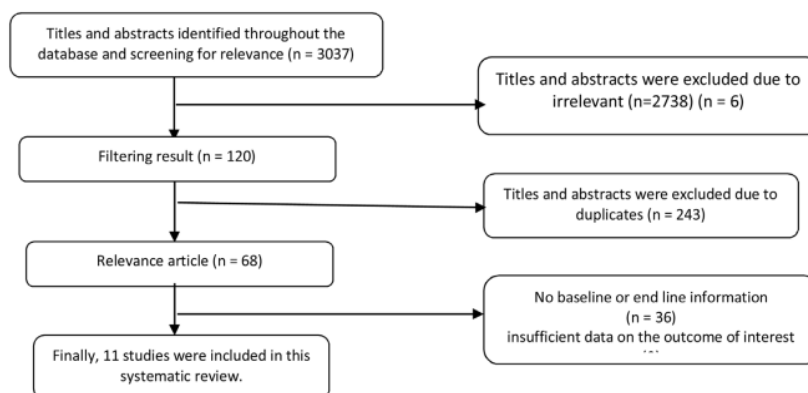 Titles and abstracts identified throughout the
database and screening for relevance (n = 3037)
Titles and abstracts were excluded due to
irrelevant (n=2738) (n = 6)
Filtering result (n = 120)
Titles and abstracts were excluded due to
duplicates (n = 243)
Relevance article (n = 68)
No baseline or end line information
(n = 36)
insufficient data on the outcome of interest
Finally, 11 studies were included in this
systematic review.